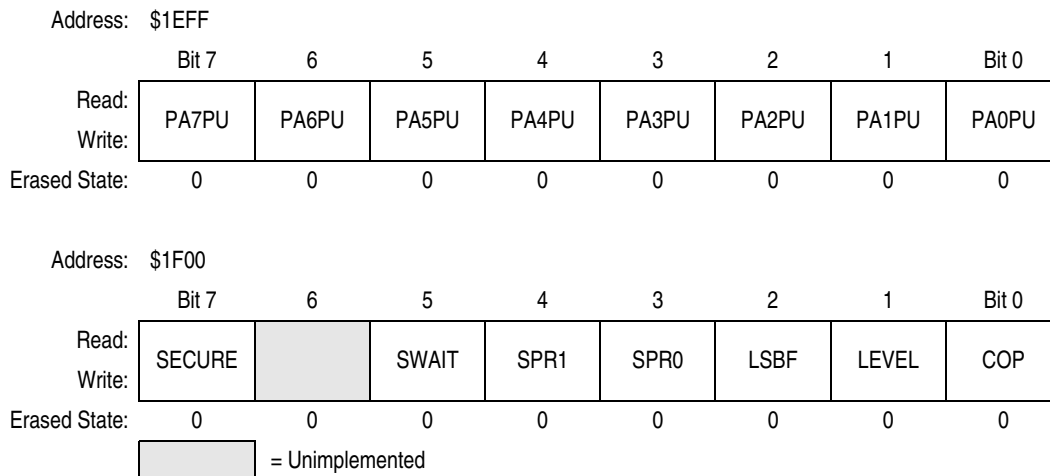 Address: $1EFF
Bit 7 6 5 4 3 2 1 Bit 0
Read:
PA7PU PA6PU PA5PU PA4PU PA3PU PA2PU PA1PU PA0PU
Write:
Erased State: 0 0 0 0 0 0 0 0
Address: $1F00
Bit 7 6 5 4 3 2 1 Bit 0
Read:
SECURE SWAIT SPR1 SPR0 LSBF LEVEL COP
Write:
Erased State: 0 0 0 0 0 0 0 0
= Unimplemented